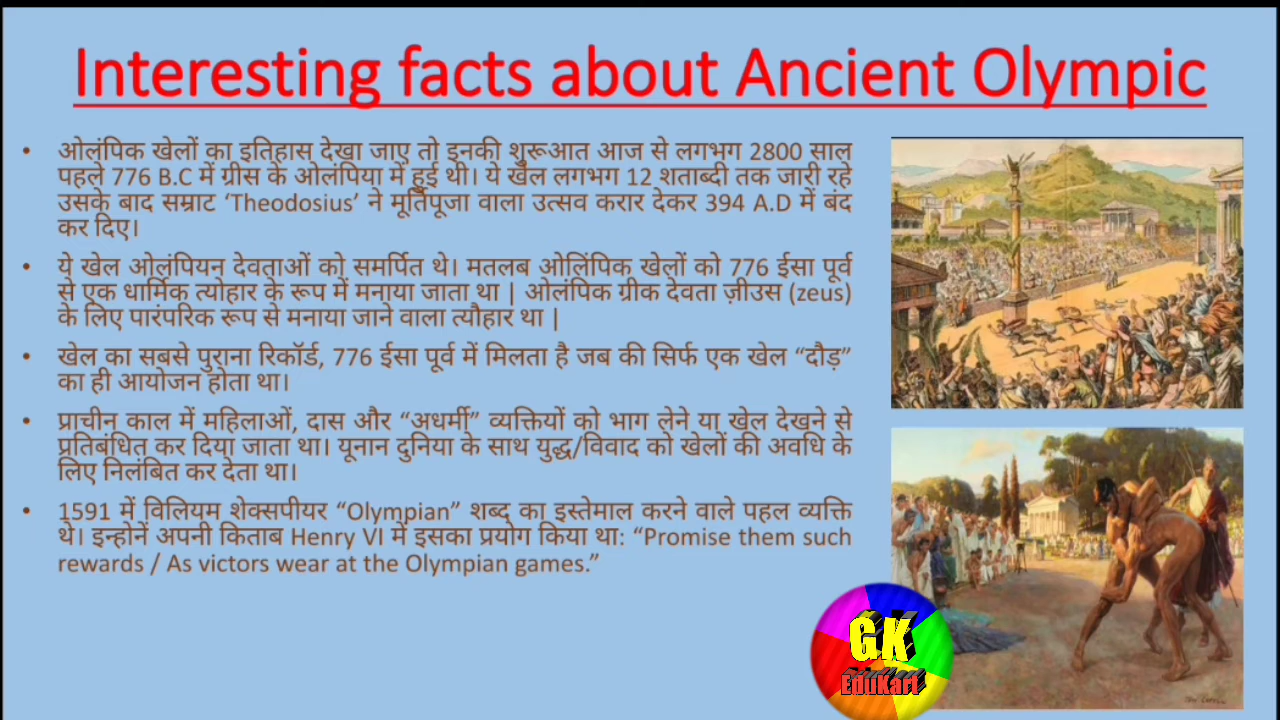 Interesting facts about Ancient Olympic
• ओलंपिक खेलों का इतिहास देखा जाए तो इनकी शुरूआत आज से लगभग 2800 साल
पहले 776 B.C में ग्रीस के ओलंपिया में हुई थी। ये खेल लगभग 12 शताब्दी तक जारी रहे
उसके बाद सम्राट ‘Theodosius’ ने मूर्तिपूजा वाला उत्सव करार देकर 394 A.D में बंद
कर दिए।
• ये खेल ओलंपियन देवताओं को समर्पित थे। मतलब ओलिंपिक खेलों को 776 ईसा पूर्व
से एक धार्मिक त्योहार के रूप में मनाया जाता था | ओलंपिक ग्रीक देवता ज़ीउस (zeus)
के लिए पारंपरिक रूप से मनाया जाने वाला त्यौहार था |
• खेल का सबसे पुराना रिकॉर्ड, 776 ईसा पूर्व में मिलता है जब की सिर्फ एक खेल “दौड़”
का ही आयोजन होता था।
• प्राचीन काल में महिलाओं, दास और “अधर्मी” व्यक्तियों को भाग लेने या खेल देखने से
प्रतिबंधित कर दिया जाता था। यूनान दुनिया के साथ युद्ध/विवाद को खेलों की अवधि के
लिए निलंबित कर देता था।
• 1591 में विलियम शेक्सपीयर “Olympian” शब्द का इस्तेमाल करने वाले पहल व्यक्ति
थे। इन्होनें अपनी किताब Henry VI में इसका प्रयोग किया था: “Promise them such
rewards / As victors wear at the Olympian games.”
GK
EduKart